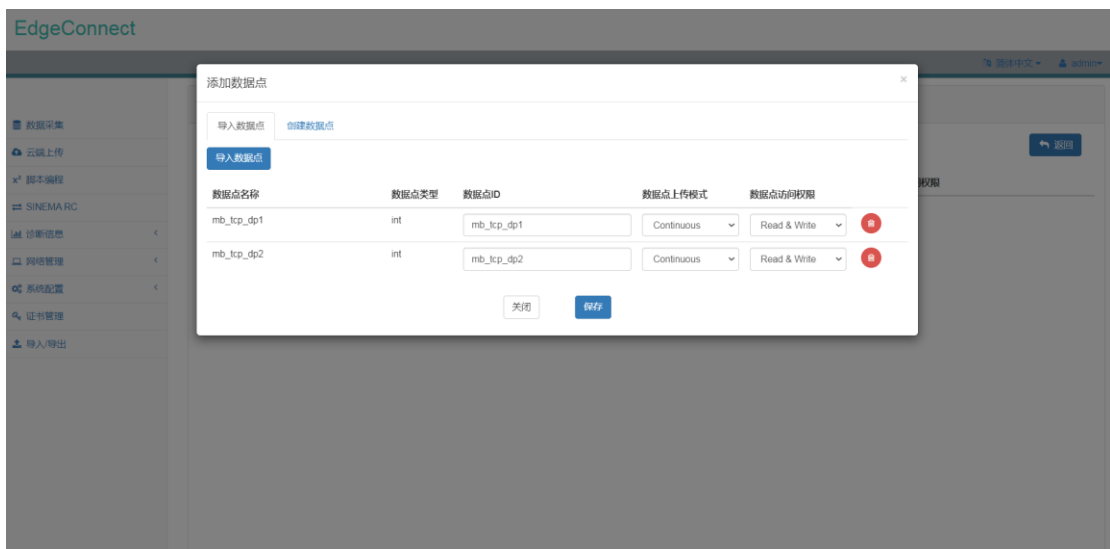 EdgeConnect
简体中文 admin
添加数据点 ×
导入数据点 创建数据点
导入数据点
返回
数据点名称 数据点类型 数据点ID 数据点上传模式 数据点访问权限
权限
mb_tcp_dp1 int mb_tcp_dp1 Continuous Read & Write
mb_tcp_dp2 int mb_tcp_dp2 Continuous Read & Write
关闭 保存
数据采集
云端上传
脚本编程
SINEMA RC
诊断信息
网络管理
系统配置
证书管理
导入/导出